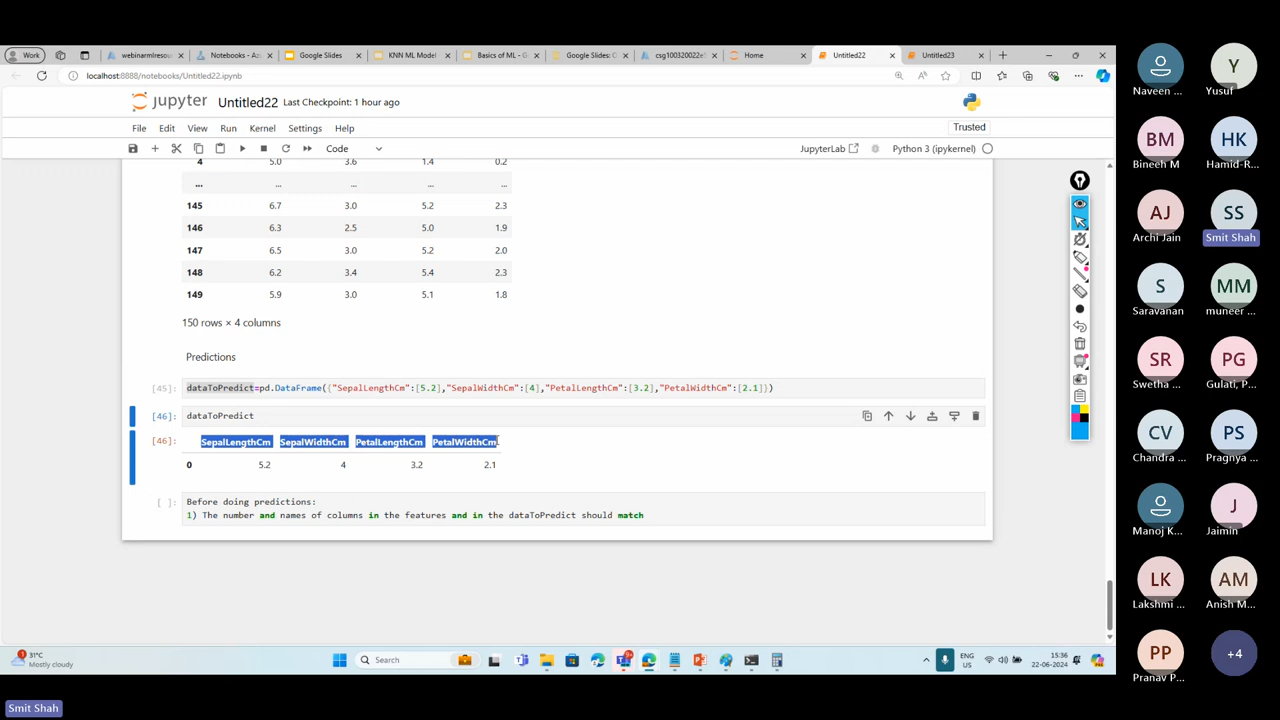 Work
webinarmlresource
Notebooks - Az
Google Slides
KNN ML Model
Basics of ML - G
Google Slides: O
csg100320022e
Home
Untitled22
Untitled23
localhost:8888/notebooks/Untitled22.ipynb
jupyter Untitled22 Last Checkpoint: 1 hour ago
File Edit View Run Kernel Settings Help
Trusted
Code
JupyterLab
Python 3 (ipykernel)
4 5.0 3.6 1.4 0.2
... ... ... ... ...
145 6.7 3.0 5.2 2.3
146 6.3 2.5 5.0 1.9
147 6.5 3.0 5.2 2.0
148 6.2 3.4 5.4 2.3
149 5.9 3.0 5.1 1.8
150 rows × 4 columns
Predictions
[45]: dataToPredict=pd.DataFrame({"SepalLengthCm":[5.2],"SepalWidthCm":[4],"PetalLengthCm":[3.2],"PetalWidthCm":[2.1]})
[46]: dataToPredict
[46]: SepalLengthCm SepalWidthCm PetalLengthCm PetalWidthCm
0 5.2 4 3.2 2.1
[ ]: Before doing predictions:
1) The number and names of columns in the features and in the dataToPredict should match
1
31°C
Mostly cloudy
Search
ENG
US
15:36
22-06-2024
Naveen ...
Y
Yusuf
BM
Bineeh M
HK
Hamid-R...
AJ
Archi Jain
SS
Smit Shah
S
Saravanan
MM
muneer ...
SR
Swetha ...
PG
Gulati, P...
CV
Chandra ...
PS
Pragnya ...
Manoj K...
J
Jaimin
LK
Lakshmi ...
AM
Anish M...
PP
Pranav P...
+4
Smit Shah